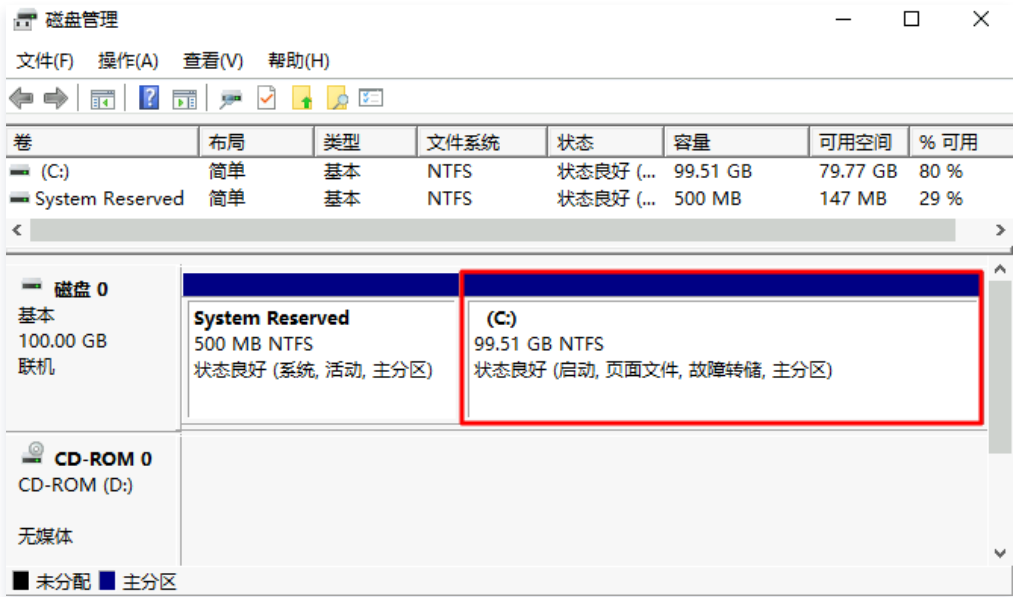 磁盘管理
文件(F) 操作(A) 查看(V) 帮助(H)
卷 布局 类型 文件系统 状态 容量 可用空间 % 可用
(C:) 简单 基本 NTFS 状态良好 (... 99.51 GB 79.77 GB 80 %
System Reserved 简单 基本 NTFS 状态良好 (... 500 MB 147 MB 29 %
磁盘 0
基本
100.00 GB
联机
System Reserved
500 MB NTFS
状态良好 (系统, 活动, 主分区)
(C:)
99.51 GB NTFS
状态良好 (启动, 页面文件, 故障转储, 主分区)
CD-ROM 0
CD-ROM (D:)
无媒体
未分配 主分区